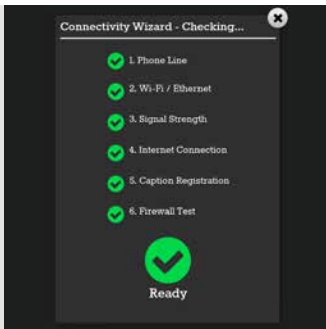 Connectivity Wizard - Checking...
1. Phone Line
2. Wi-Fi / Ethernet
3. Signal Strength
4. Internet Connection
5. Caption Registration
6. Firewall Test
Ready